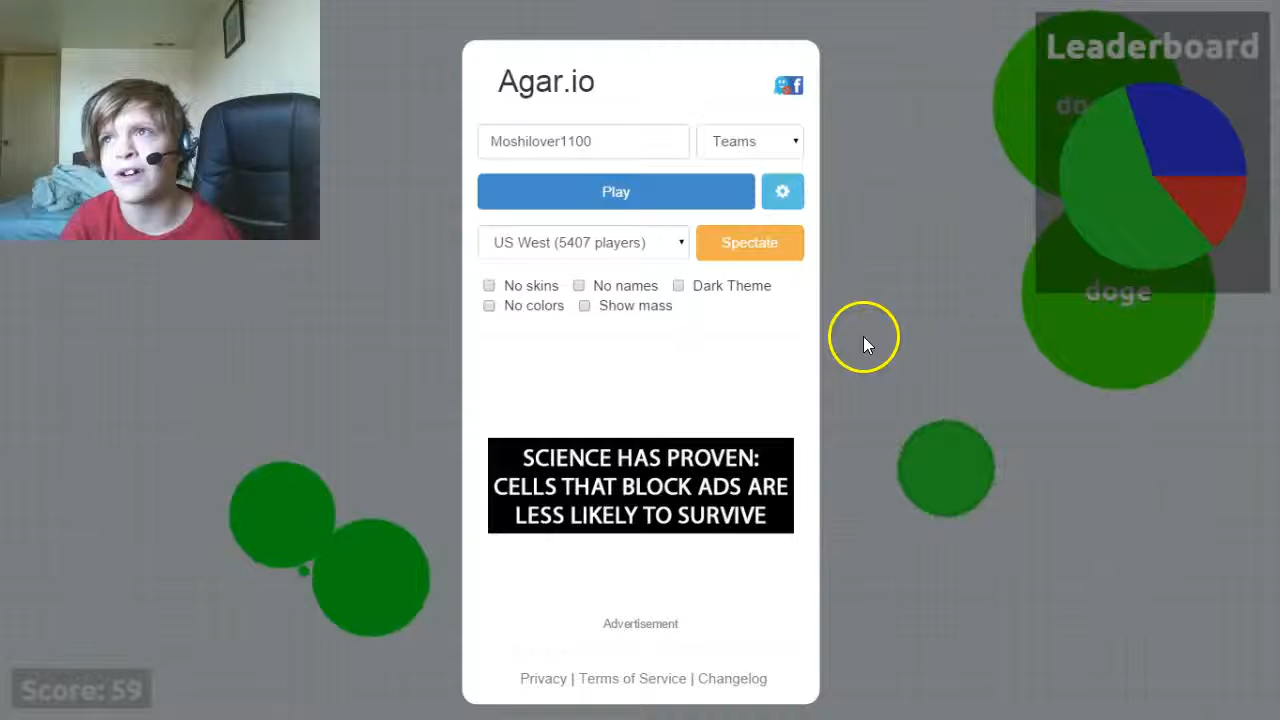 Agar.io
Leaderboard
Moshilover1100
Teams
Play
US West (5407 players)
Spectate
No skins
No names
Dark Theme
No colors
Show mass
doge
SCIENCE HAS PROVEN:
CELLS THAT BLOCK ADS ARE
LESS LIKELY TO SURVIVE
Advertisement
Privacy | Terms of Service | Changelog
Score: 59